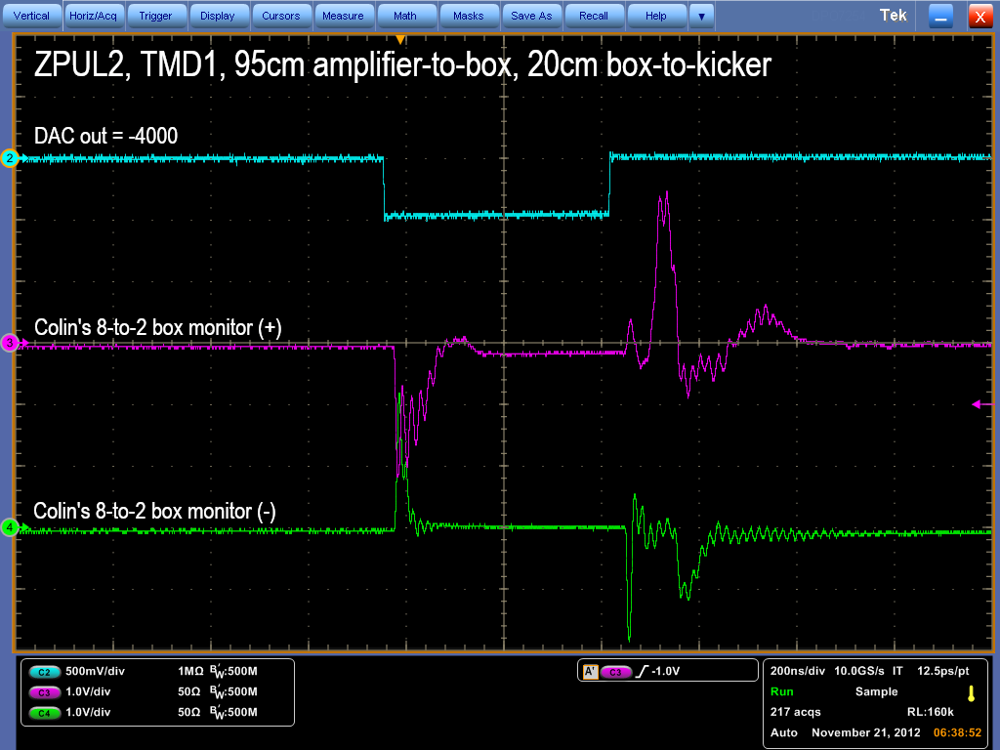 Vertical Horiz/Acq Trigger Display Cursors Measure Math Masks Save As Recall Help Tek X
ZPUL2, TMD1, 95cm amplifier-to-box, 20cm box-to-kicker
DAC out = -4000
2
Colin's 8-to-2 box monitor (+)
3
Colin's 8-to-2 box monitor (-)
4
C2 500mV/div 1MΩ BW:500M
C3 1.0V/div 50Ω BW:500M
C4 1.0V/div 50Ω BW:500M
A' C3 -1.0V
200ns/div 10.0GS/s IT 12.5ps/pt
Run Sample
217 acqs RL:160k
Auto November 21, 2012 06:38:52